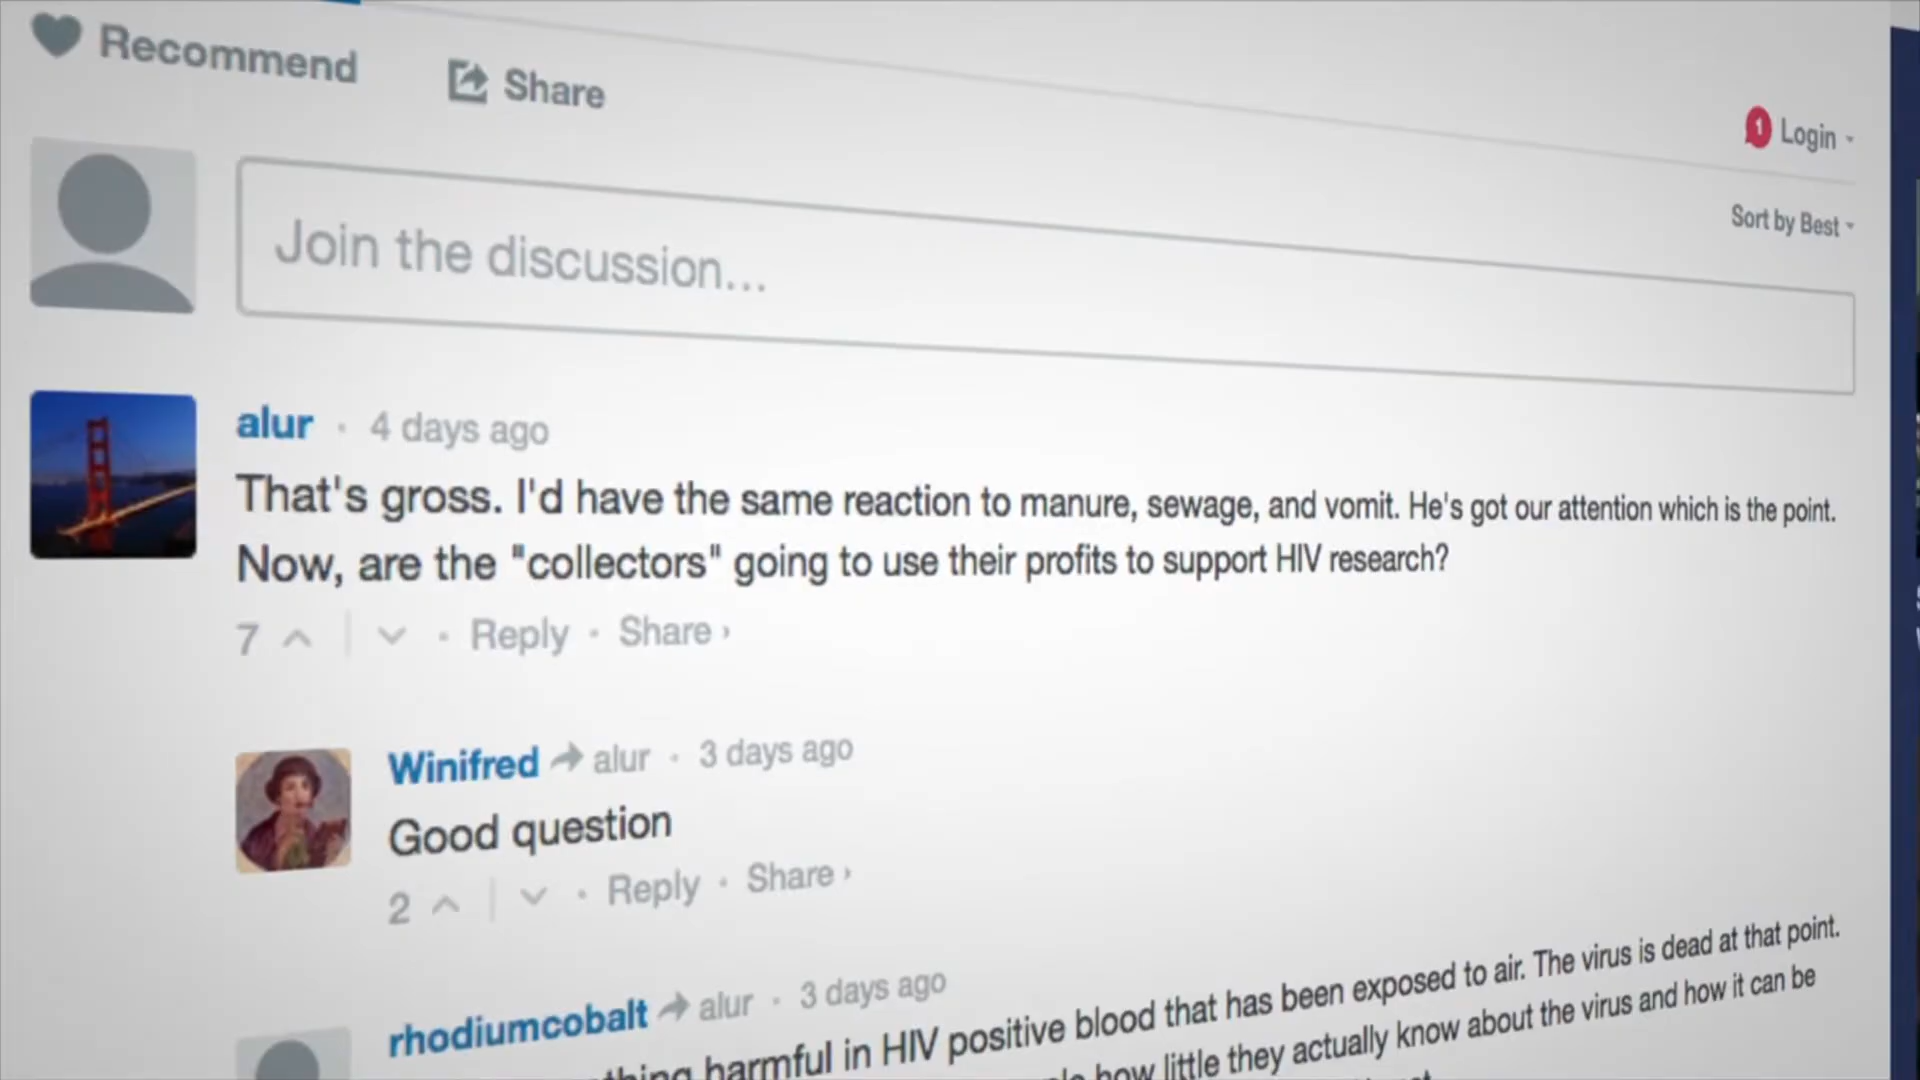 Recommend
Share
1 Login
Sort by Best
Join the discussion...
alur · 4 days ago
That's gross. I'd have the same reaction to manure, sewage, and vomit. He's got our attention which is the point.
Now, are the "collectors" going to use their profits to support HIV research?
7 · Reply · Share ›
Winifred alur · 3 days ago
Good question
2 · Reply · Share ›
rhodiumcobalt alur · 3 days ago
harmful in HIV positive blood that has been exposed to air. The virus is dead at that point.
how little they actually know about the virus and how it can be